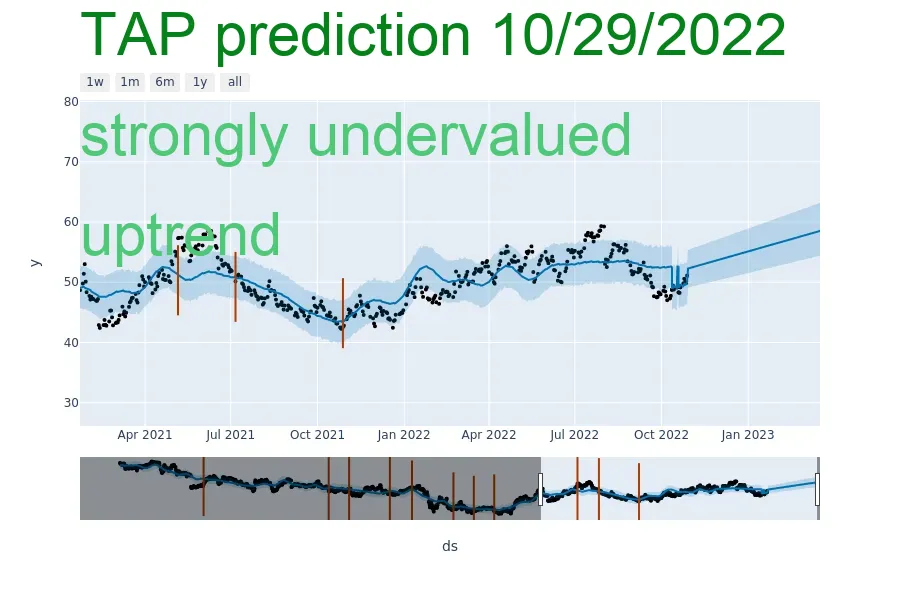 TAP prediction 10/29/2022
1w 1m 6m 1y all
80
strongly undervalued
70
60
uptrend
y
50
40
30
Apr 2021 Jul 2021 Oct 2021 Jan 2022 Apr 2022 Jul 2022 Oct 2022 Jan 2023
ds